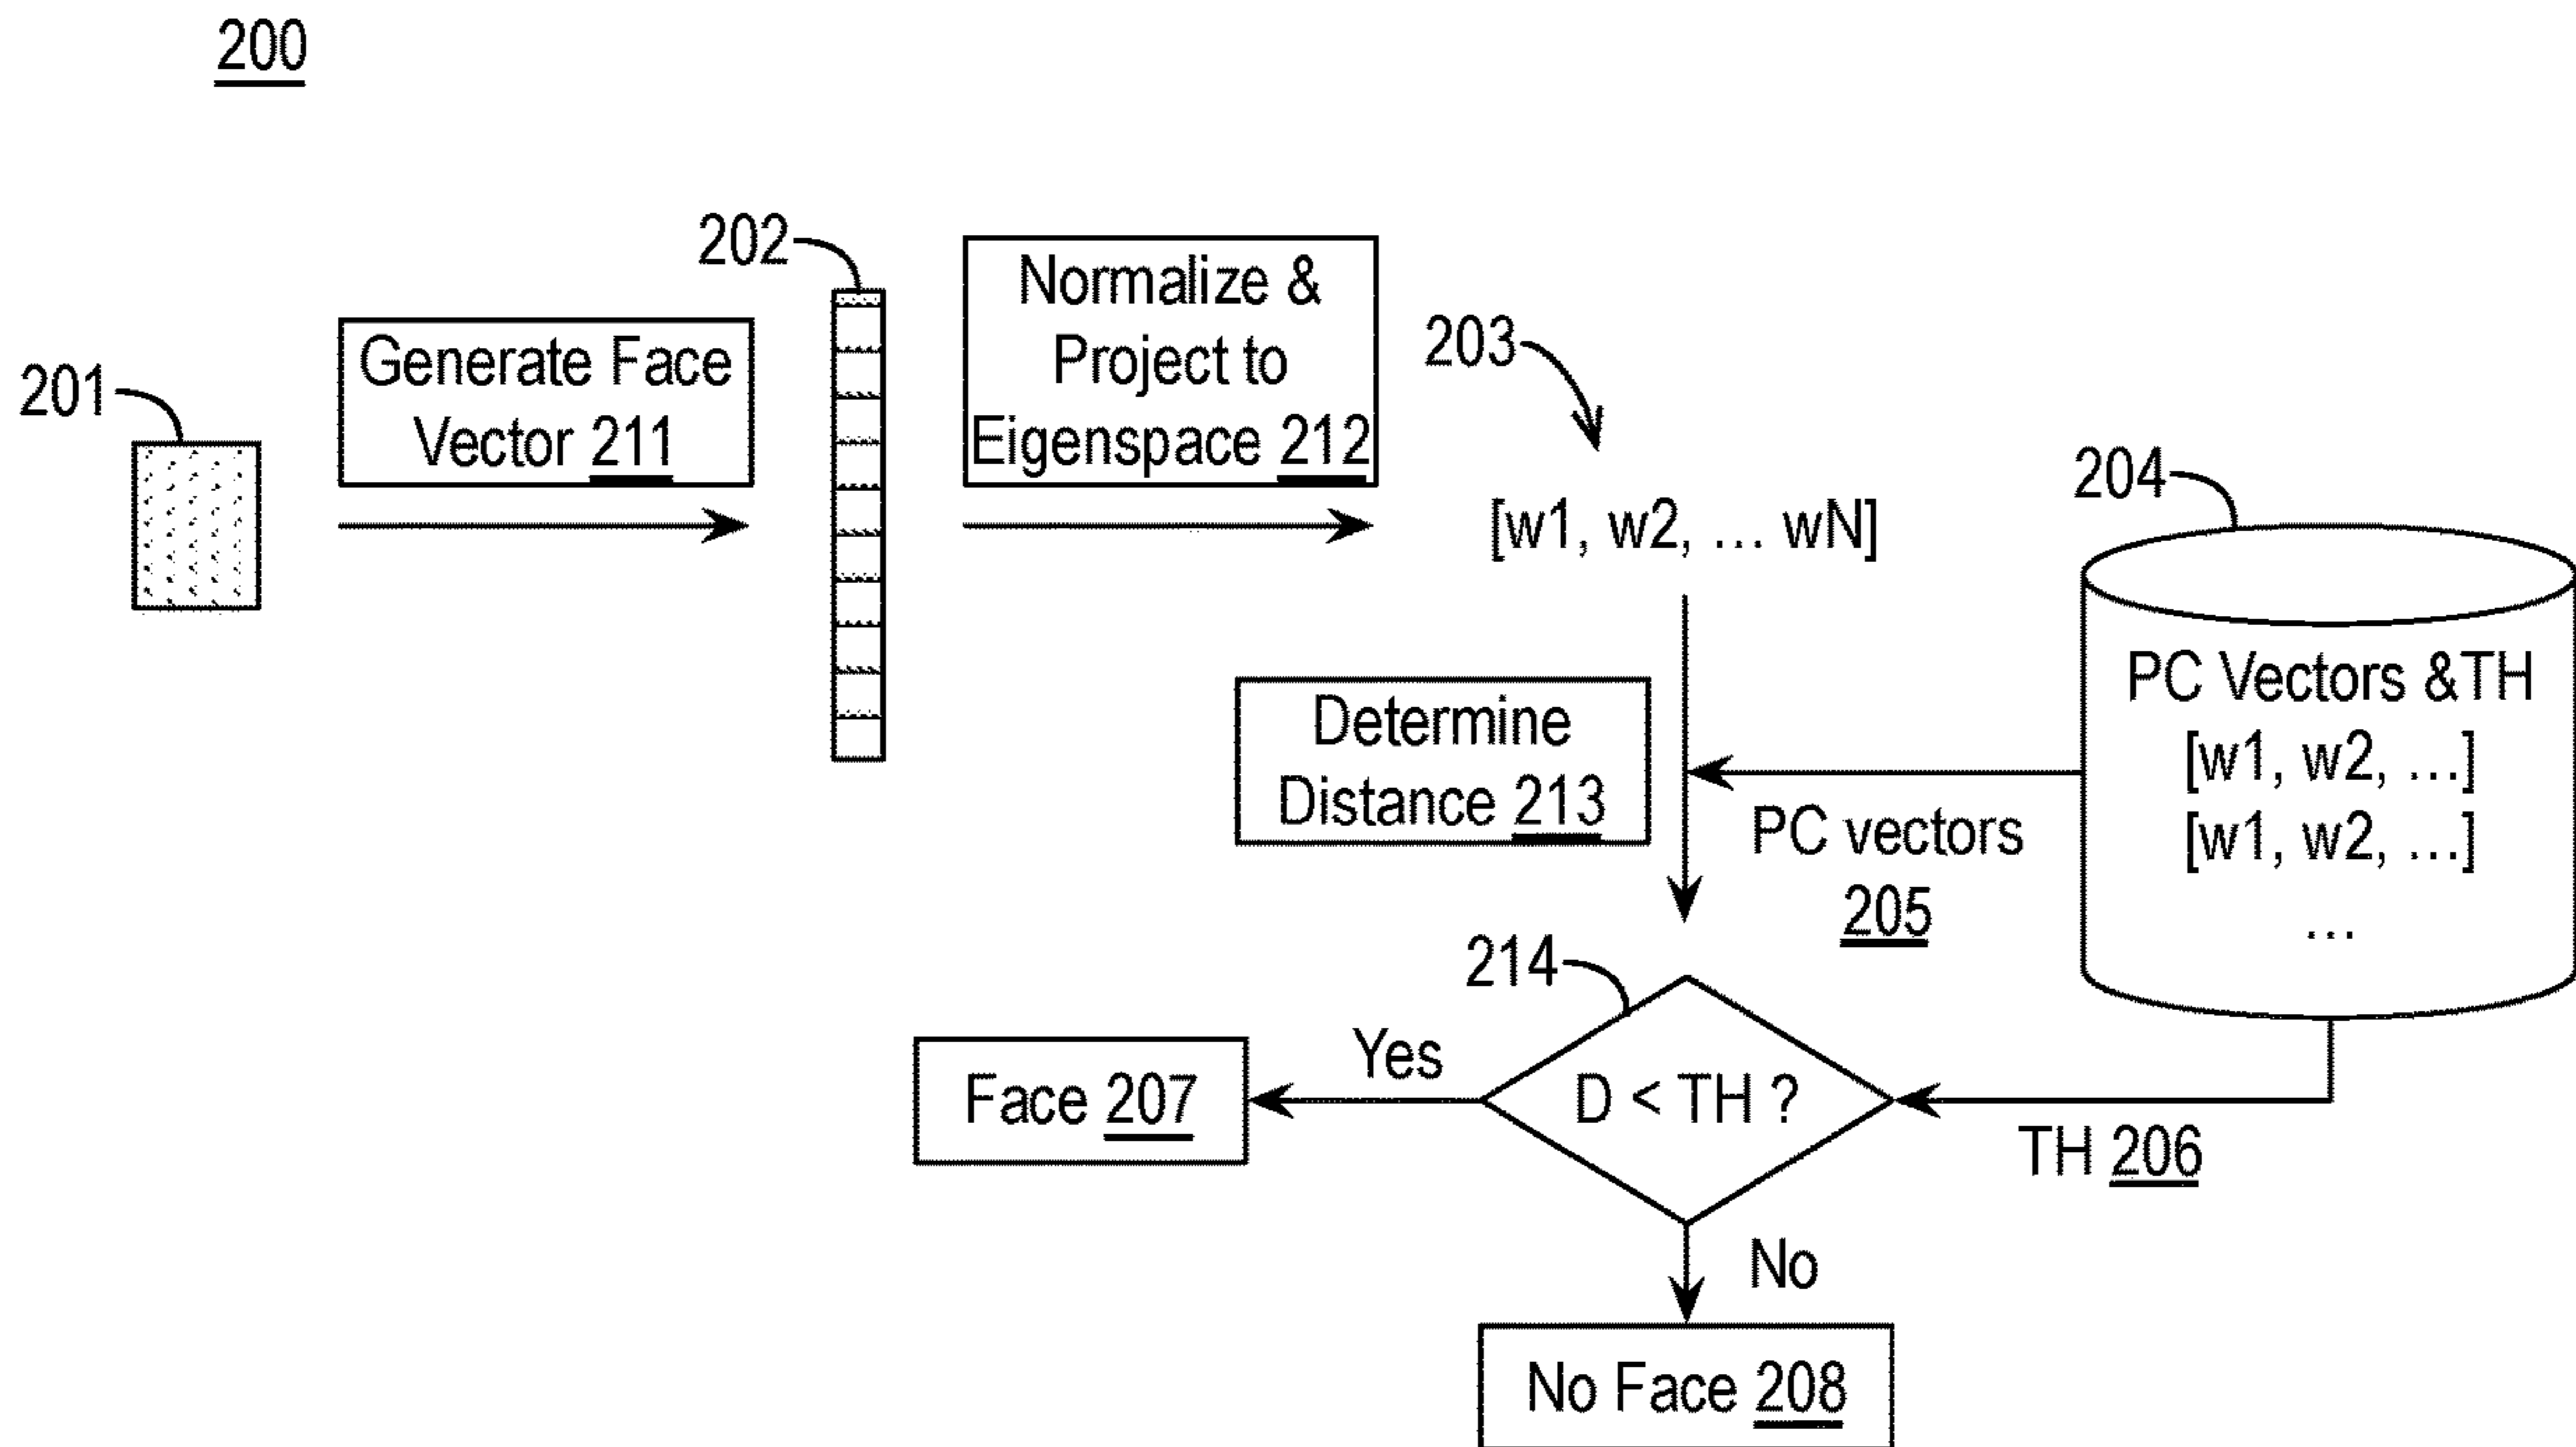 200
201
Generate Face
Vector 211
202
Normalize &
Project to
Eigenspace 212
203
[w1, w2, ... wN]
204
PC Vectors &TH
[w1, w2, ...]
[w1, w2, ...]
...
Determine
Distance 213
PC vectors
205
214
D < TH ?
TH 206
Yes
Face 207
No
No Face 208